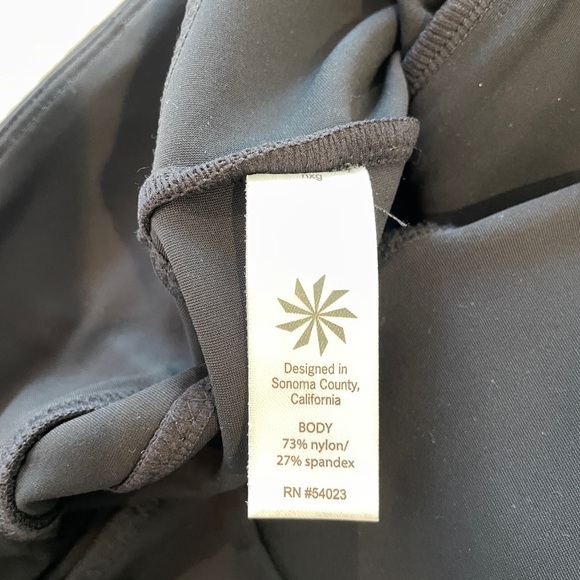 Designed in
Sonoma County,
California
BODY
73% nylon/
27% spandex
RN #54023